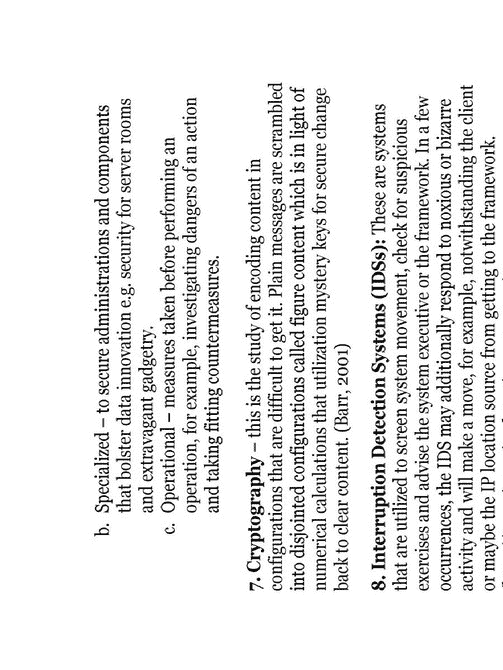 b. Specialized – to secure administrations and components
that bolster data innovation e.g, security for server rooms
and extravagant gadgetry.
c. Operational – measures taken before performing an
operation, for example, investigating dangers of an action
and taking fitting countermeasures.
7. Cryptography – this is the study of encoding content in
configurations that are difficult to get it. Plain messages are scrambled
into disjointed configurations called figure content which is in light of
numerical calculations that utilization mystery keys for secure change
back to clear content. (Barr, 2001)
8. Interruption Detection Systems (IDSs): These are systems
that are utilized to screen system movement, check for suspicious
exercises and advise the system executive or the framework. In a few
occurrences, the IDS may additionally respond to noxious or bizarre
activity and will make a move, for example, notwithstanding the client
or maybe the IP location source from getting to the framework.